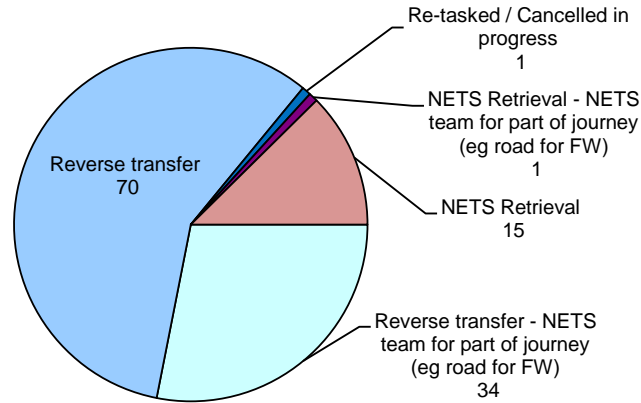 Re-tasked / Cancelled in
progress
1
NETS Retrieval - NETS
team for part of journey
(eg road for FW)
1
Reverse transfer
70
NETS Retrieval
15
Reverse transfer - NETS
team for part of journey
(eg road for FW)
34